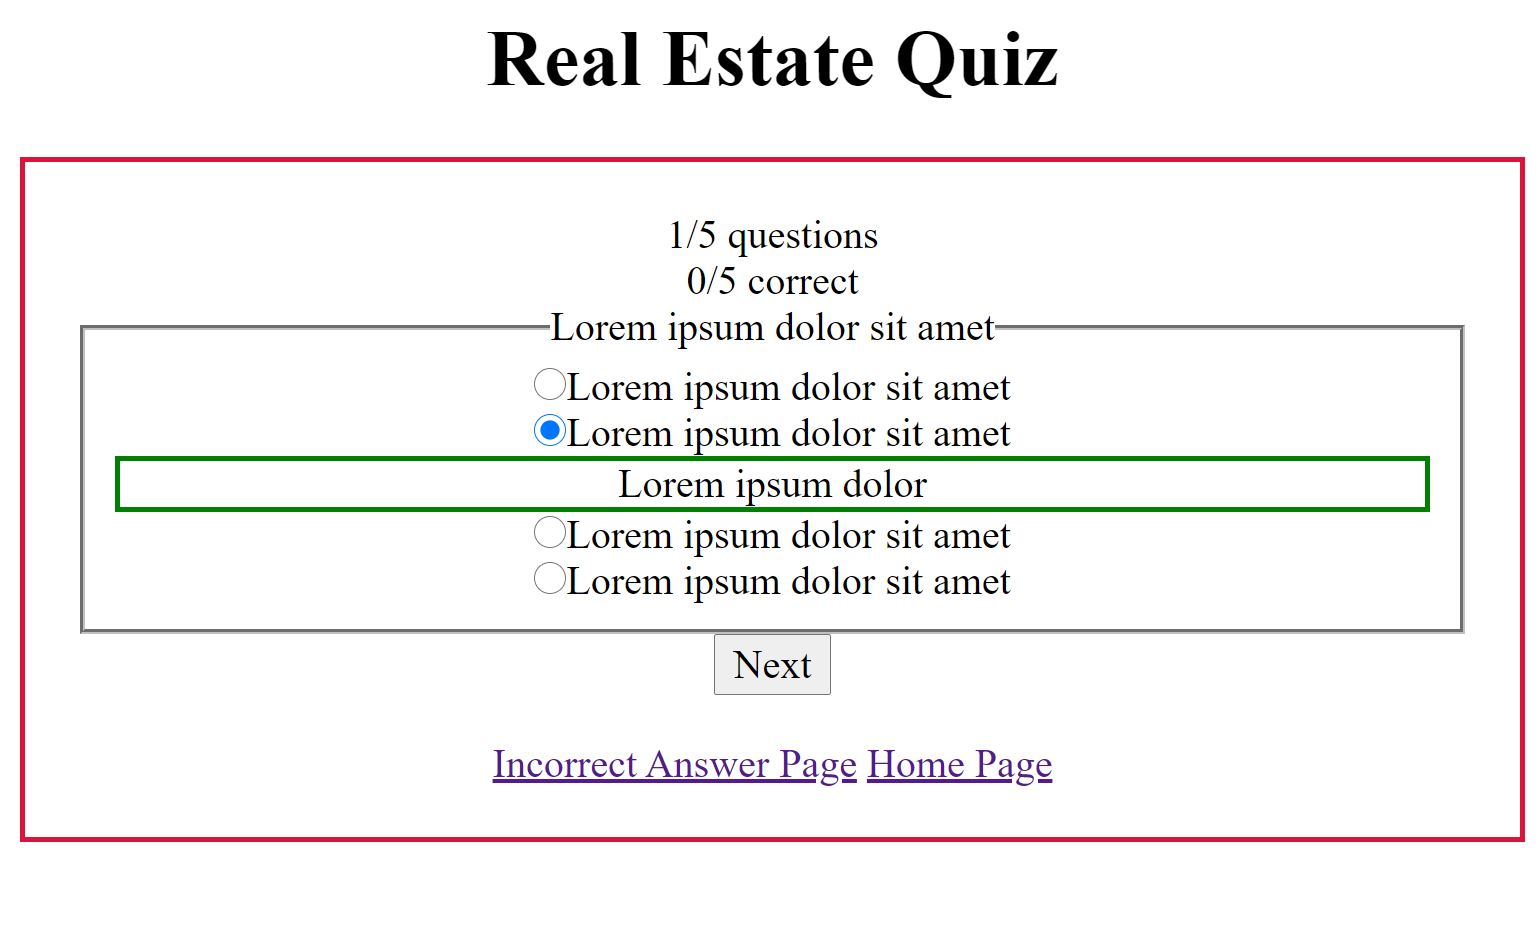 Real Estate Quiz
1/5 questions
0/5 correct
Lorem ipsum dolor sit amet
Lorem ipsum dolor sit amet
Lorem ipsum dolor sit amet
Lorem ipsum dolor
Lorem ipsum dolor sit amet
Lorem ipsum dolor sit amet
Next
Incorrect Answer Page Home Page